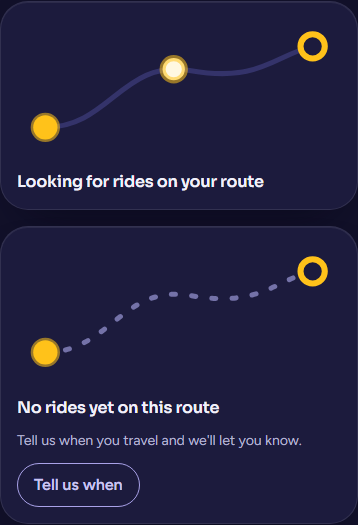 Looking for rides on your route
No rides yet on this route
Tell us when you travel and we'll let you know.
Tell us when